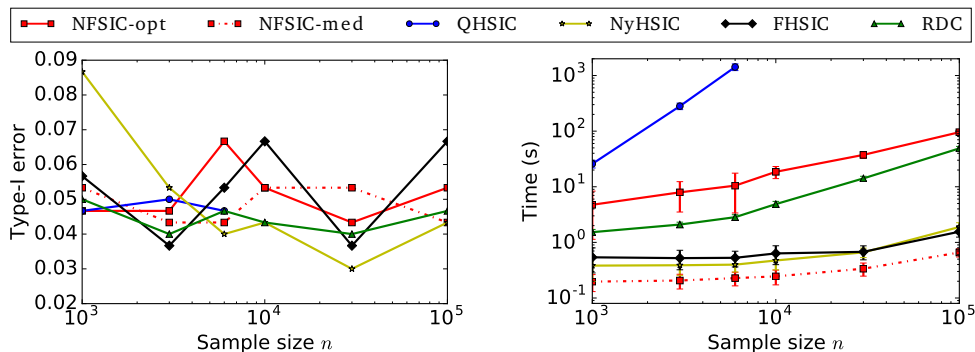 NFSIC-opt NFSIC-med QHSIC NyHSIC FHSIC RDC
Type-I error
0.09
0.08
0.07
0.06
0.05
0.04
0.03
0.02
10^3 10^4 10^5
Sample size n
Time (s)
10^3
10^2
10^1
10^0
10^-1
10^3 10^4 10^5
Sample size n